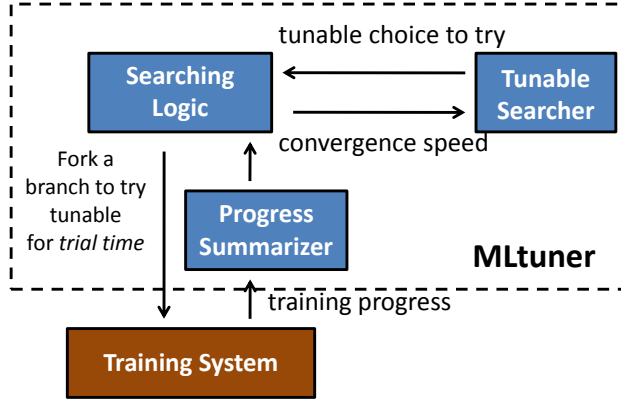 tunable choice to try
Searching
Logic
Tunable
Searcher
convergence speed
Fork a
branch to try
tunable
for trial time
Progress
Summarizer
MLtuner
training progress
Training System